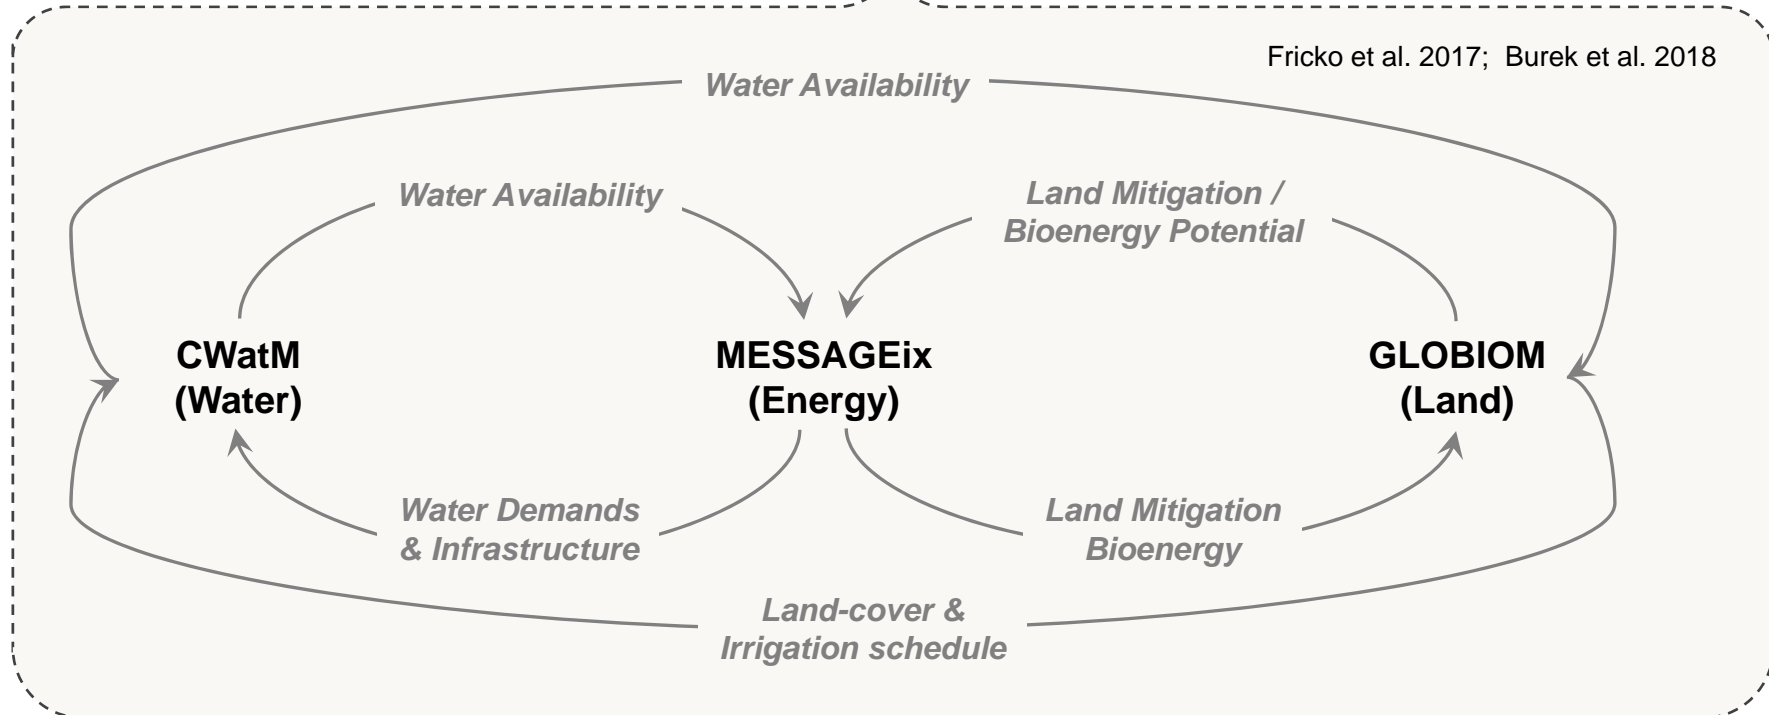 Fricko et al. 2017;  Burek et al. 2018
Water Availability
Water Availability
Land Mitigation /
Bioenergy Potential
CWatM
(Water)
MESSAGEix
(Energy)
GLOBIOM
(Land)
Water Demands
& Infrastructure
Land Mitigation
Bioenergy
Land-cover &
Irrigation schedule